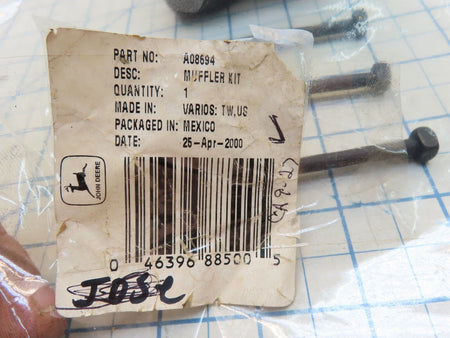 PART NO: A08694
DESC: MUFFLER KIT
QUANTITY: 1
MADE IN: VARIOS: TW,US
PACKAGED IN: MEXICO
DATE: 25-Apr-2000
JOHN DEERE
0 46396 88500 5
JOSE